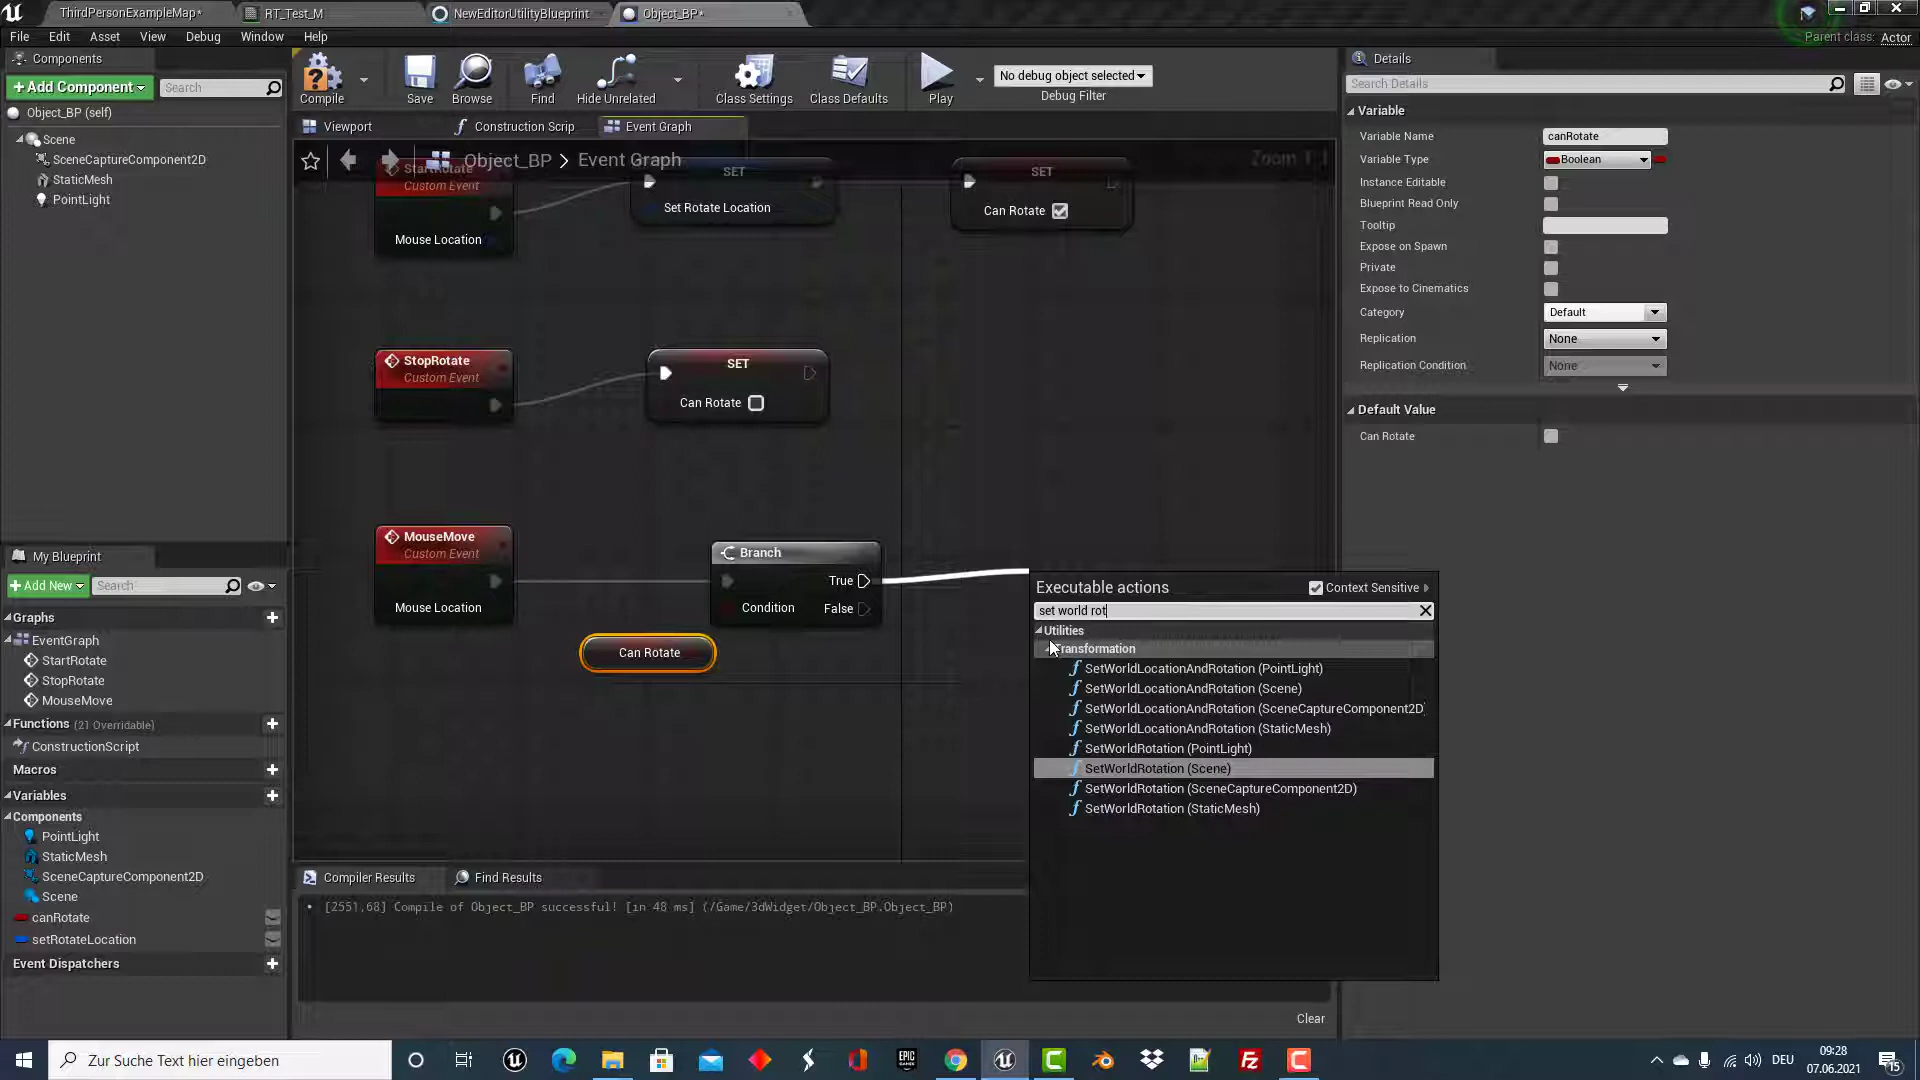 ThirdPersonExampleMap*
RT_Test_M
NewEditorUtilityBlueprint
Object_BP*
File Edit Asset View Debug Window Help
Parent class: Actor
Components
+Add Component
Search
Object_BP (self)
Scene
SceneCaptureComponent2D
StaticMesh
PointLight
Compile
Save
Browse
Find
Hide Unrelated
Class Settings
Class Defaults
Play
No debug object selected
Debug Filter
Viewport
Construction Scrip
Event Graph
Object_BP > Event Graph
StartRotate
Custom Event
Mouse Location
SET
Set Rotate Location
SET
Can Rotate
StopRotate
Custom Event
SET
Can Rotate
MouseMove
Custom Event
Mouse Location
Branch
True
Condition
False
Can Rotate
Executable actions
Context Sensitive
set world rot
Utilities
Transformation
SetWorldLocationAndRotation (PointLight)
SetWorldLocationAndRotation (Scene)
SetWorldLocationAndRotation (SceneCaptureComponent2D
SetWorldLocationAndRotation (StaticMesh)
SetWorldRotation (PointLight)
SetWorldRotation (Scene)
SetWorldRotation (SceneCaptureComponent2D)
SetWorldRotation (StaticMesh)
My Blueprint
+Add New
Search
Graphs
EventGraph
StartRotate
StopRotate
MouseMove
Functions (21 Overridable)
ConstructionScript
Macros
Variables
Components
PointLight
StaticMesh
SceneCaptureComponent2D
Scene
canRotate
setRotateLocation
Event Dispatchers
Compiler Results
Find Results
[2551,68] Compile of Object_BP successful! [in 48 ms] (/Game/3dWidget/Object_BP.Object_BP)
Clear
Details
Search Details
Variable
Variable Name canRotate
Variable Type Boolean
Instance Editable
Blueprint Read Only
Tooltip
Expose on Spawn
Private
Expose to Cinematics
Category Default
Replication None
Replication Condition None
Default Value
Can Rotate
Zur Suche Text hier eingeben
EPIC
DEU
09:28
07.06.2021
15